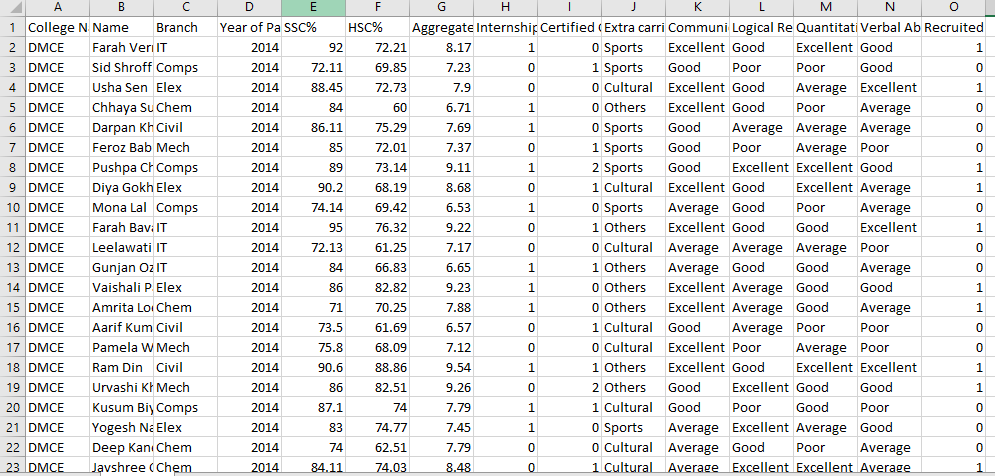 A B C D E F G H I J K L M N O
1 College N Name Branch Year of Pa SSC% HSC% Aggregate Internship Certified Extra carri Communi Logical Re Quantitati Verbal Ab Recruited
2 DMCE Farah Ver IT 2014 92 72.21 8.17 1 0 Sports Excellent Good Excellent Good 1
3 DMCE Sid Shroff Comps 2014 72.11 69.85 7.23 0 1 Sports Good Poor Poor Good 0
4 DMCE Usha Sen Elex 2014 88.45 72.73 7.9 0 0 Cultural Excellent Good Average Excellent 1
5 DMCE Chhaya Su Chem 2014 84 60 6.71 1 0 Others Excellent Good Poor Average 0
6 DMCE Darpan Kh Civil 2014 86.11 75.29 7.69 1 0 Sports Good Average Average Average 0
7 DMCE Feroz Bab Mech 2014 85 72.01 7.37 0 1 Sports Good Poor Average Poor 0
8 DMCE Pushpa Ch Comps 2014 89 73.14 9.11 1 2 Sports Good Excellent Excellent Good 1
9 DMCE Diya Gokh Elex 2014 90.2 68.19 8.68 0 1 Cultural Excellent Good Excellent Average 1
10 DMCE Mona Lal Comps 2014 74.14 69.42 6.53 1 0 Sports Average Good Poor Average 0
11 DMCE Farah Bava IT 2014 95 76.32 9.22 0 1 Others Excellent Good Good Excellent 1
12 DMCE Leelawati IT 2014 72.13 61.25 7.17 0 0 Cultural Average Average Average Poor 0
13 DMCE Gunjan Oz IT 2014 84 66.83 6.65 1 1 Others Average Good Good Average 0
14 DMCE Vaishali P Elex 2014 86 82.82 9.23 1 0 Others Excellent Average Good Good 1
15 DMCE Amrita Lo Chem 2014 71 70.25 7.88 1 0 Others Excellent Average Good Average 1
16 DMCE Aarif Kum Civil 2014 73.5 61.69 6.57 0 1 Cultural Good Average Poor Poor 0
17 DMCE Pamela W Mech 2014 75.8 68.09 7.12 0 0 Cultural Excellent Poor Average Poor 0
18 DMCE Ram Din Civil 2014 90.6 88.86 9.54 1 1 Others Excellent Good Excellent Excellent 1
19 DMCE Urvashi Kh Mech 2014 86 82.51 9.26 0 2 Others Good Excellent Good Good 1
20 DMCE Kusum Biy Comps 2014 87.1 74 7.79 1 1 Cultural Good Poor Good Poor 0
21 DMCE Yogesh Na Elex 2014 83 74.77 7.45 1 0 Sports Average Excellent Average Good 0
22 DMCE Deep Kan Chem 2014 74 62.51 7.79 0 0 Cultural Average Good Poor Average 0
23 DMCE Jayshree Chem 2014 84.11 74.03 8.48 0 1 Cultural Average Excellent Excellent Average 1